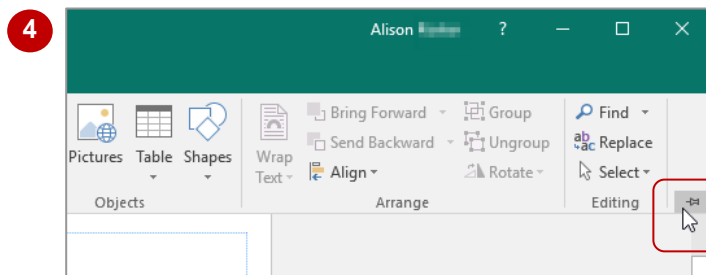 4
Alison
?
Bring Forward Group Find
Pictures Table Shapes Wrap Text Send Backward Ungroup Replace
Align Rotate Select
Objects Arrange Editing